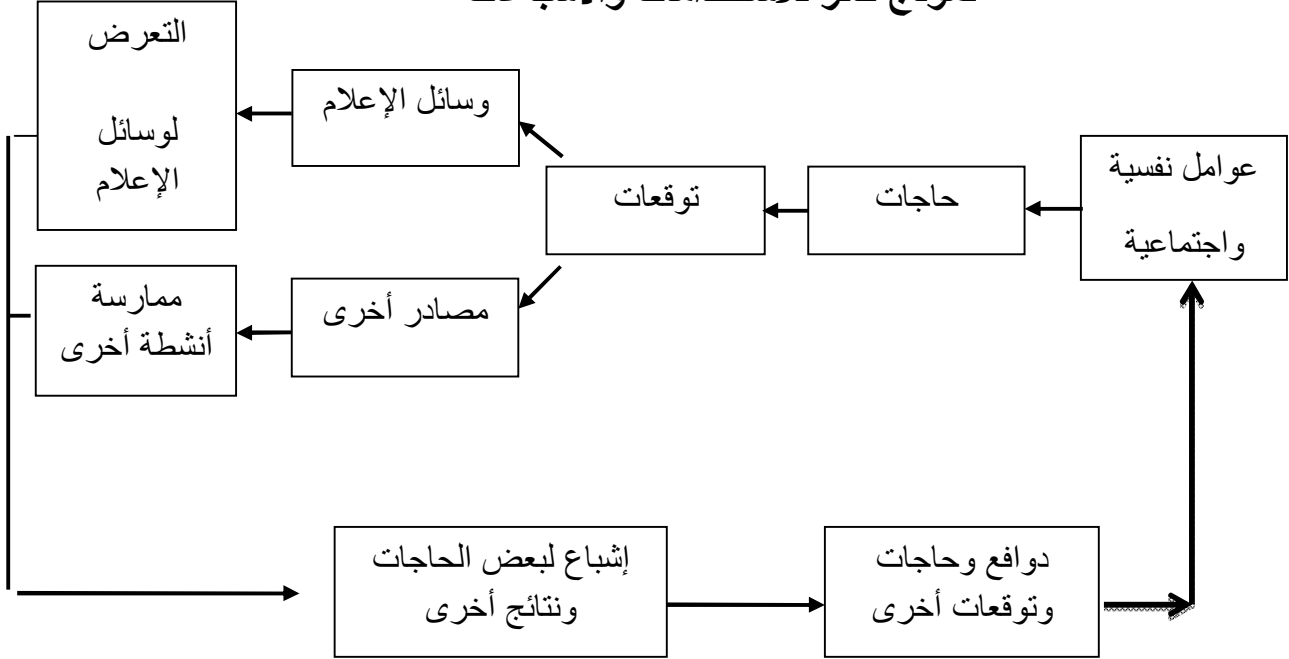 عوامل نفسية
واجتماعية
حاجات
توقعات
وسائل الإعلام
التعرض
لوسائل
الإعلام
مصادر أخرى
ممارسة
أنشطة أخرى
إشباع لبعض الحاجات
ونتائج أخرى
دوافع وحاجات
وتوقعات أخرى